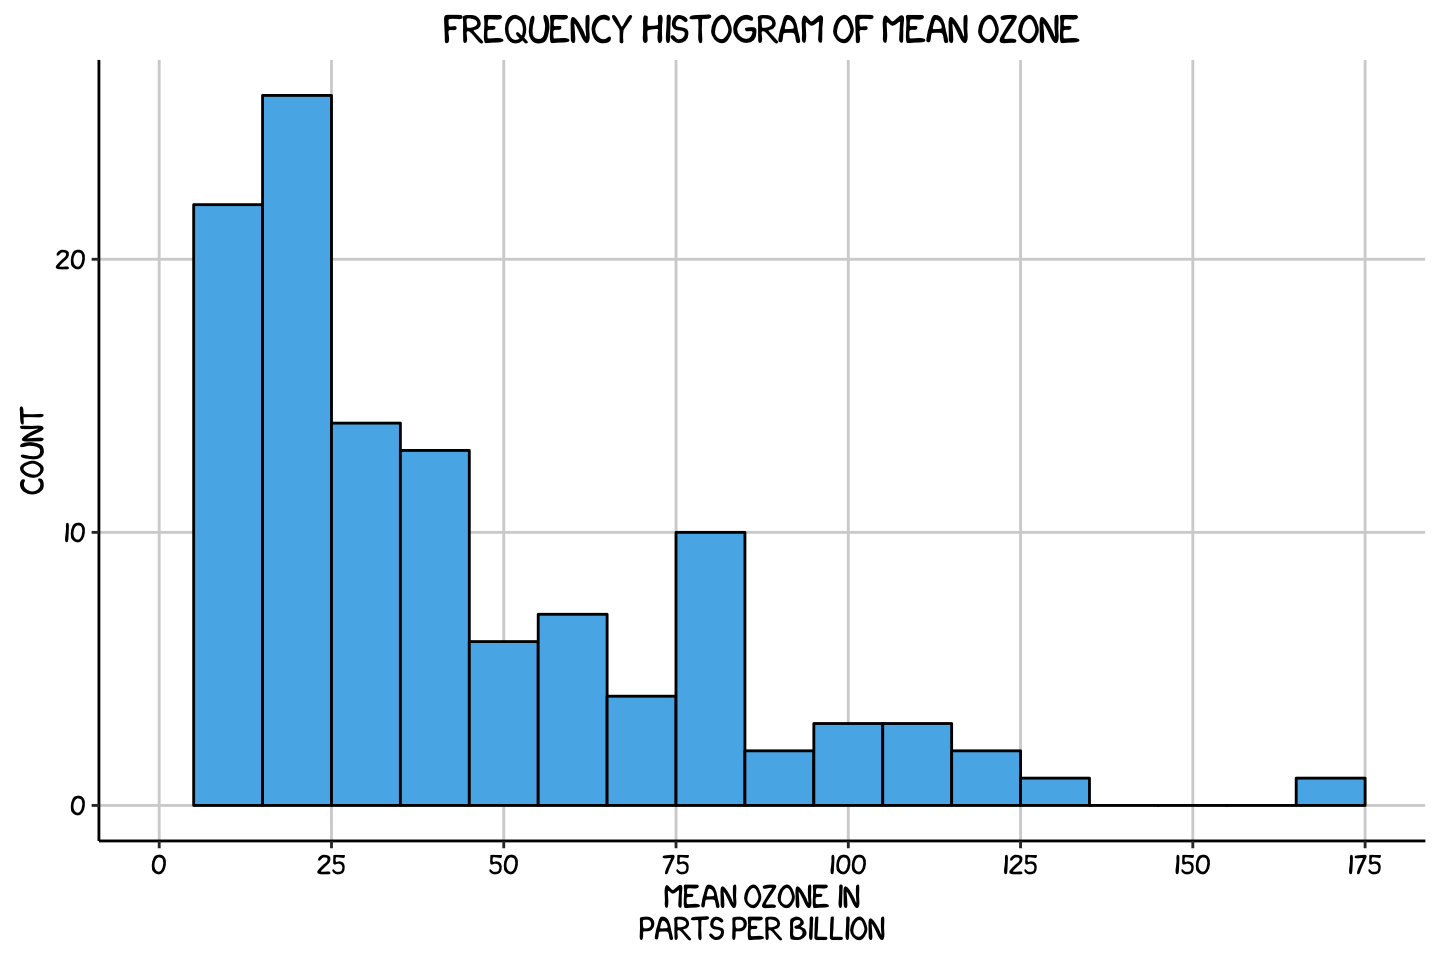 FREQUENCY HISTOGRAM OF MEAN OZONE
COUNT
20
10
0
0 25 50 75 100 125 150 175
MEAN OZONE IN
PARTS PER BILLION